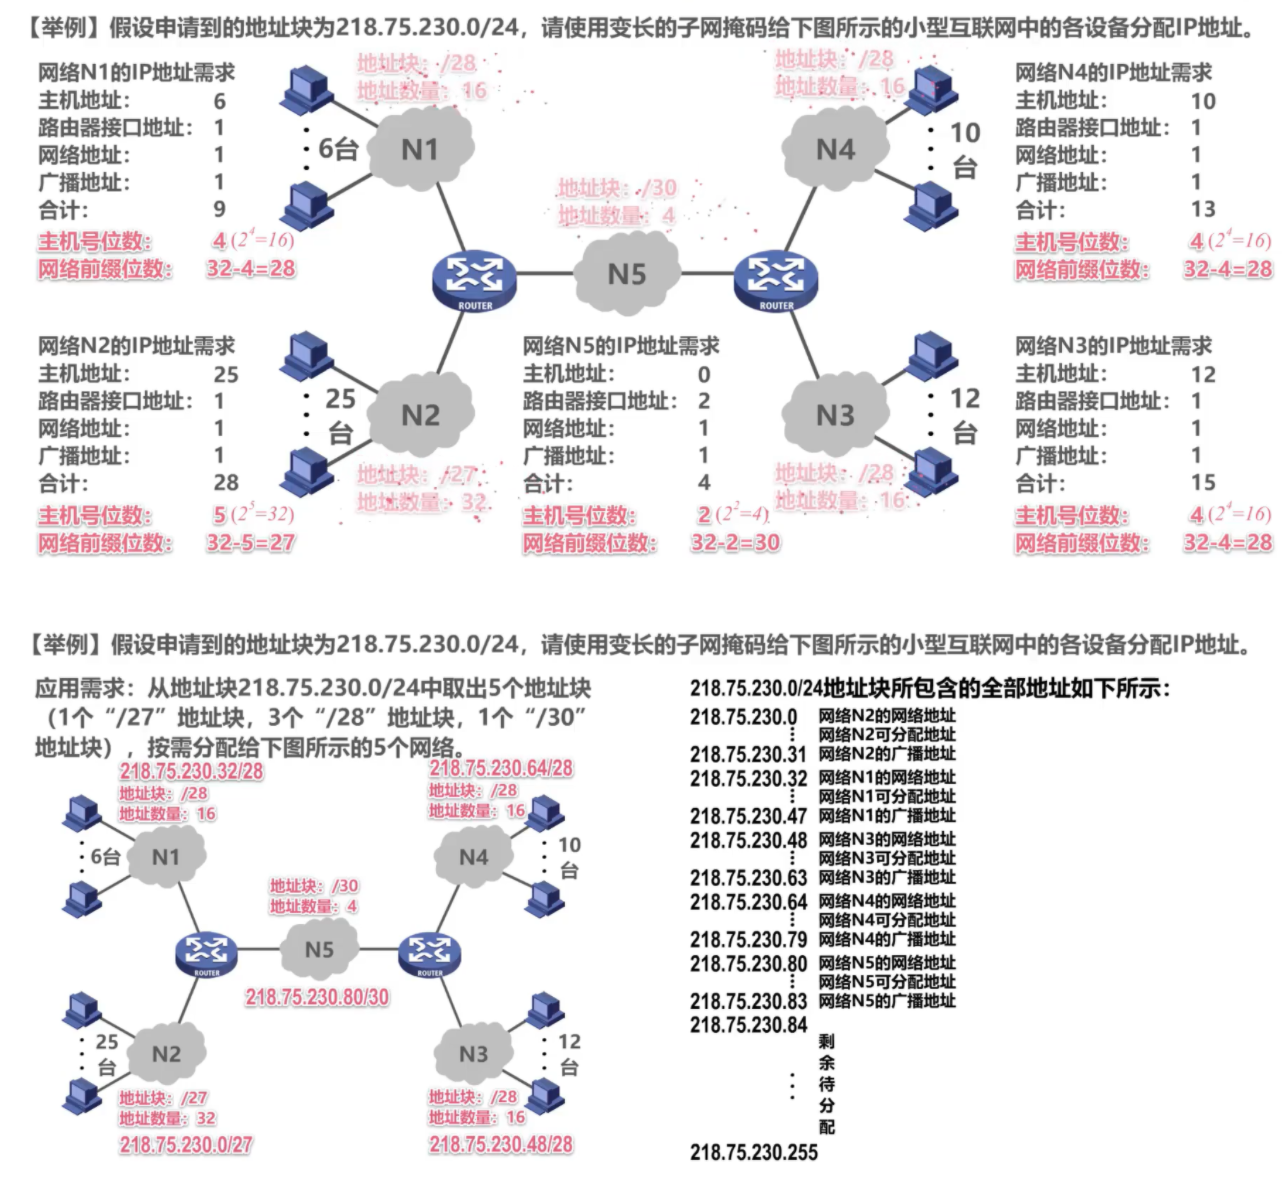 【举例】假设申请到的地址块为218.75.230.0/24，请使用变长的子网掩码给下图所示的小型互联网中的各设备分配IP地址。
网络N1的IP地址需求
主机地址： 6
路由器接口地址： 1
网络地址： 1
广播地址： 1
合计： 9
主机号位数： 4 (2^4=16)
网络前缀位数： 32-4=28
地址块：/28
地址数量：16
6台
N1
地址块：/30
地址数量：4
N5
ROUTER
ROUTER
地址块：/28
地址数量：16
N4
10
台
网络N4的IP地址需求
主机地址： 10
路由器接口地址： 1
网络地址： 1
广播地址： 1
合计： 13
主机号位数： 4 (2^4=16)
网络前缀位数： 32-4=28
网络N2的IP地址需求
主机地址： 25
路由器接口地址： 1
网络地址： 1
广播地址： 1
合计： 28
主机号位数： 5 (2^5=32)
网络前缀位数： 32-5=27
25
台
N2
地址块：/27
地址数量：32
网络N5的IP地址需求
主机地址： 0
路由器接口地址： 2
网络地址： 1
广播地址： 1
合计： 4
主机号位数： 2 (2^2=4)
网络前缀位数： 32-2=30
N3
12
台
地址块：/28
地址数量：16
网络N3的IP地址需求
主机地址： 12
路由器接口地址： 1
网络地址： 1
广播地址： 1
合计： 15
主机号位数： 4 (2^4=16)
网络前缀位数： 32-4=28
【举例】假设申请到的地址块为218.75.230.0/24，请使用变长的子网掩码给下图所示的小型互联网中的各设备分配IP地址。
应用需求：从地址块218.75.230.0/24中取出5个地址块
（1个“/27”地址块，3个“/28”地址块，1个“/30”
地址块），按需分配给下图所示的5个网络。
218.75.230.32/28
地址块：/28
地址数量：16
6台
N1
218.75.230.64/28
地址块：/28
地址数量：16
N4
10
台
地址块：/30
地址数量：4
N5
ROUTER
ROUTER
218.75.230.80/30
25
台
N2
地址块：/27
地址数量：32
218.75.230.0/27
N3
12
台
地址块：/28
地址数量：16
218.75.230.48/28
218.75.230.0/24地址块所包含的全部地址如下所示：
218.75.230.0 网络N2的网络地址
网络N2可分配地址
218.75.230.31 网络N2的广播地址
218.75.230.32 网络N1的网络地址
网络N1可分配地址
218.75.230.47 网络N1的广播地址
218.75.230.48 网络N3的网络地址
网络N3可分配地址
218.75.230.63 网络N3的广播地址
218.75.230.64 网络N4的网络地址
网络N4可分配地址
218.75.230.79 网络N4的广播地址
218.75.230.80 网络N5的网络地址
网络N5可分配地址
218.75.230.83 网络N5的广播地址
218.75.230.84
剩余待分配
218.75.230.255